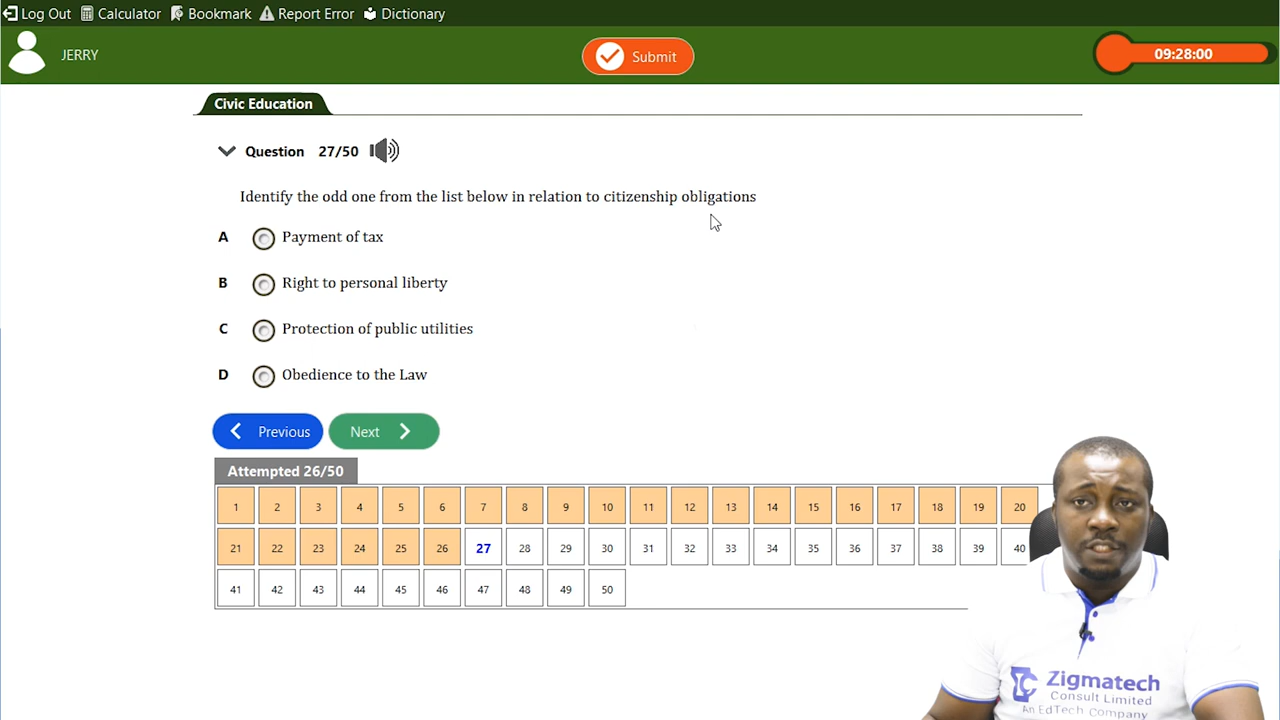 Log Out Calculator Bookmark Report Error Dictionary
JERRY
Submit
09:28:00
Civic Education
Question 27/50
Identify the odd one from the list below in relation to citizenship obligations
A Payment of tax
B Right to personal liberty
C Protection of public utilities
D Obedience to the Law
Previous Next
Attempted 26/50
1 2 3 4 5 6 7 8 9 10 11 12 13 14 15 16 17 18 19 20
21 22 23 24 25 26 27 28 29 30 31 32 33 34 35 36 37 38 39 40
41 42 43 44 45 46 47 48 49 50
Zigmatech
Consult Limited
An EdTech Company